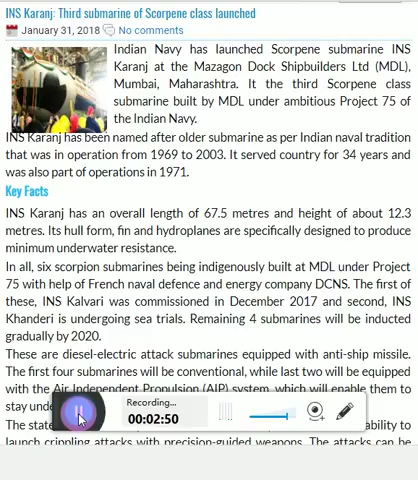 INS Karanj: Third submarine of Scorpene class launched
January 31, 2018 No comments
Indian Navy has launched Scorpene submarine INS
Karanj at the Mazagon Dock Shipbuilders Ltd (MDL),
Mumbai, Maharastra. It the third Scorpene class
submarine built by MDL under ambitious Project 75 of
the Indian Navy.
INS Karanj has been named after older submarine as per Indian naval tradition
that was in operation from 1969 to 2003. It served country for 34 years and
was also part of operations in 1971.
Key Facts
INS Karanj has an overall length of 67.5 metres and height of about 12.3
metres. Its hull form, fin and hydroplanes are specifically designed to produce
minimum underwater resistance.
In all, six scorpion submarines being indigenously built at MDL under Project
75 with help of French naval defence and energy company DCNS. The first of
these, INS Kalvari was commissioned in December 2017 and second, INS
Khanderi is undergoing sea trials. Remaining 4 submarines will be inducted
gradually by 2020.
These are diesel-electric attack submarines equipped with anti-ship missile.
The first four submarines will be conventional, while last two will be equipped
with the Air Independent Propulsion (AIP) system, which will enable them to
stay unde
Recording...
00:02:50
The state ability to
launch crippling attacks with precision-guided weapons. The attacks can be